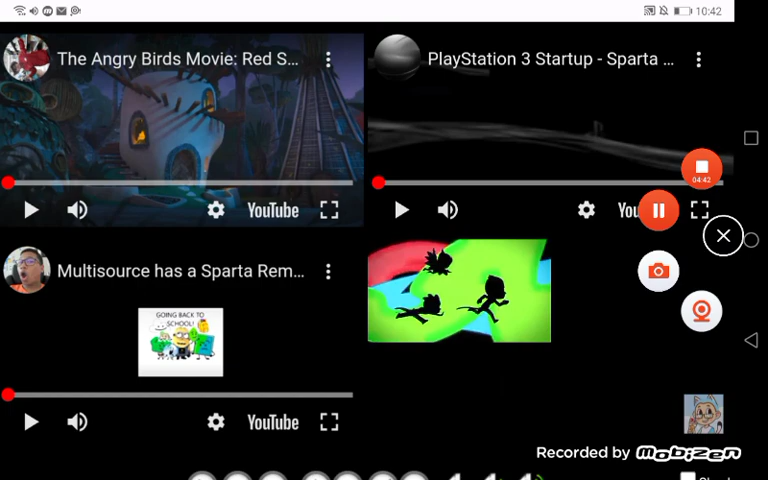 10:42
The Angry Birds Movie: Red S...
PlayStation 3 Startup - Sparta ...
04:42
YouTube
You
Multisource has a Sparta Rem...
GOING BACK TO
SCHOOL!
YouTube
Recorded by Mobizen